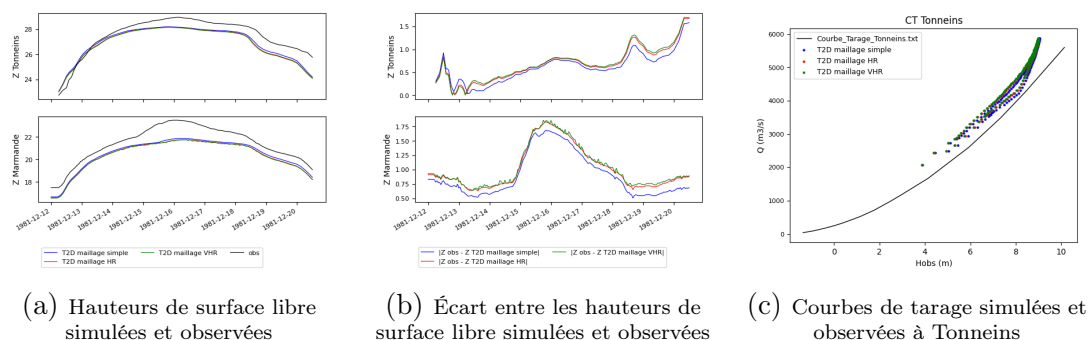 Z Tonneins
28
26
24
Z Marmande
22
20
18
1981-12-12
1981-12-13
1981-12-14
1981-12-15
1981-12-16
1981-12-17
1981-12-18
1981-12-19
1981-12-20
T2D maillage simple
T2D maillage HR
T2D maillage VHR
obs
(a) Hauteurs de surface libre
simulées et observées
Z Tonneins
1.5
1.0
0.5
0.0
Z Marmande
1.75
1.50
1.25
1.00
0.75
0.50
1981-12-12
1981-12-13
1981-12-14
1981-12-15
1981-12-16
1981-12-17
1981-12-18
1981-12-19
1981-12-20
|Z obs - Z T2D maillage simple|
|Z obs - Z T2D maillage HR|
|Z obs - Z T2D maillage VHR|
(b) Écart entre les hauteurs de
surface libre simulées et observées
CT Tonneins
Courbe_Tarage_Tonneins.txt
T2D maillage simple
T2D maillage HR
T2D maillage VHR
Q (m3/s)
6000
5000
4000
3000
2000
1000
0
0
2
4
6
8
10
Hobs (m)
(c) Courbes de tarage simulées et
observées à Tonneins